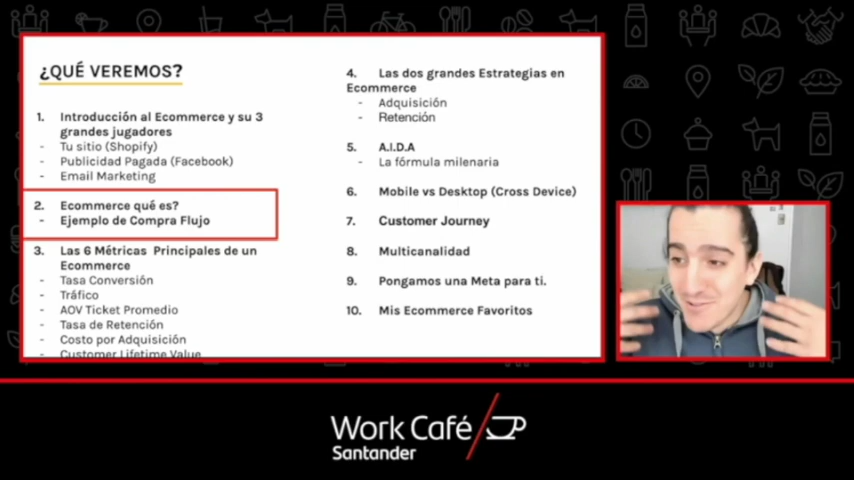 ¿QUÉ VEREMOS?
1. Introducción al Ecommerce y su 3
grandes jugadores
- Tu sitio (Shopify)
- Publicidad Pagada (Facebook)
- Email Marketing
2. Ecommerce qué es?
- Ejemplo de Compra Flujo
3. Las 6 Métricas Principales de un
Ecommerce
- Tasa Conversión
- Tráfico
- AOV Ticket Promedio
- Tasa de Retención
- Costo por Adquisición
- Customer Lifetime Value
4. Las dos grandes Estrategias en
Ecommerce
- Adquisición
- Retención
5. A.I.D.A
- La fórmula milenaria
6. Mobile vs Desktop (Cross Device)
7. Customer Journey
8. Multicanalidad
9. Pongamos una Meta para ti.
10. Mis Ecommerce Favoritos
Work Café
Santander